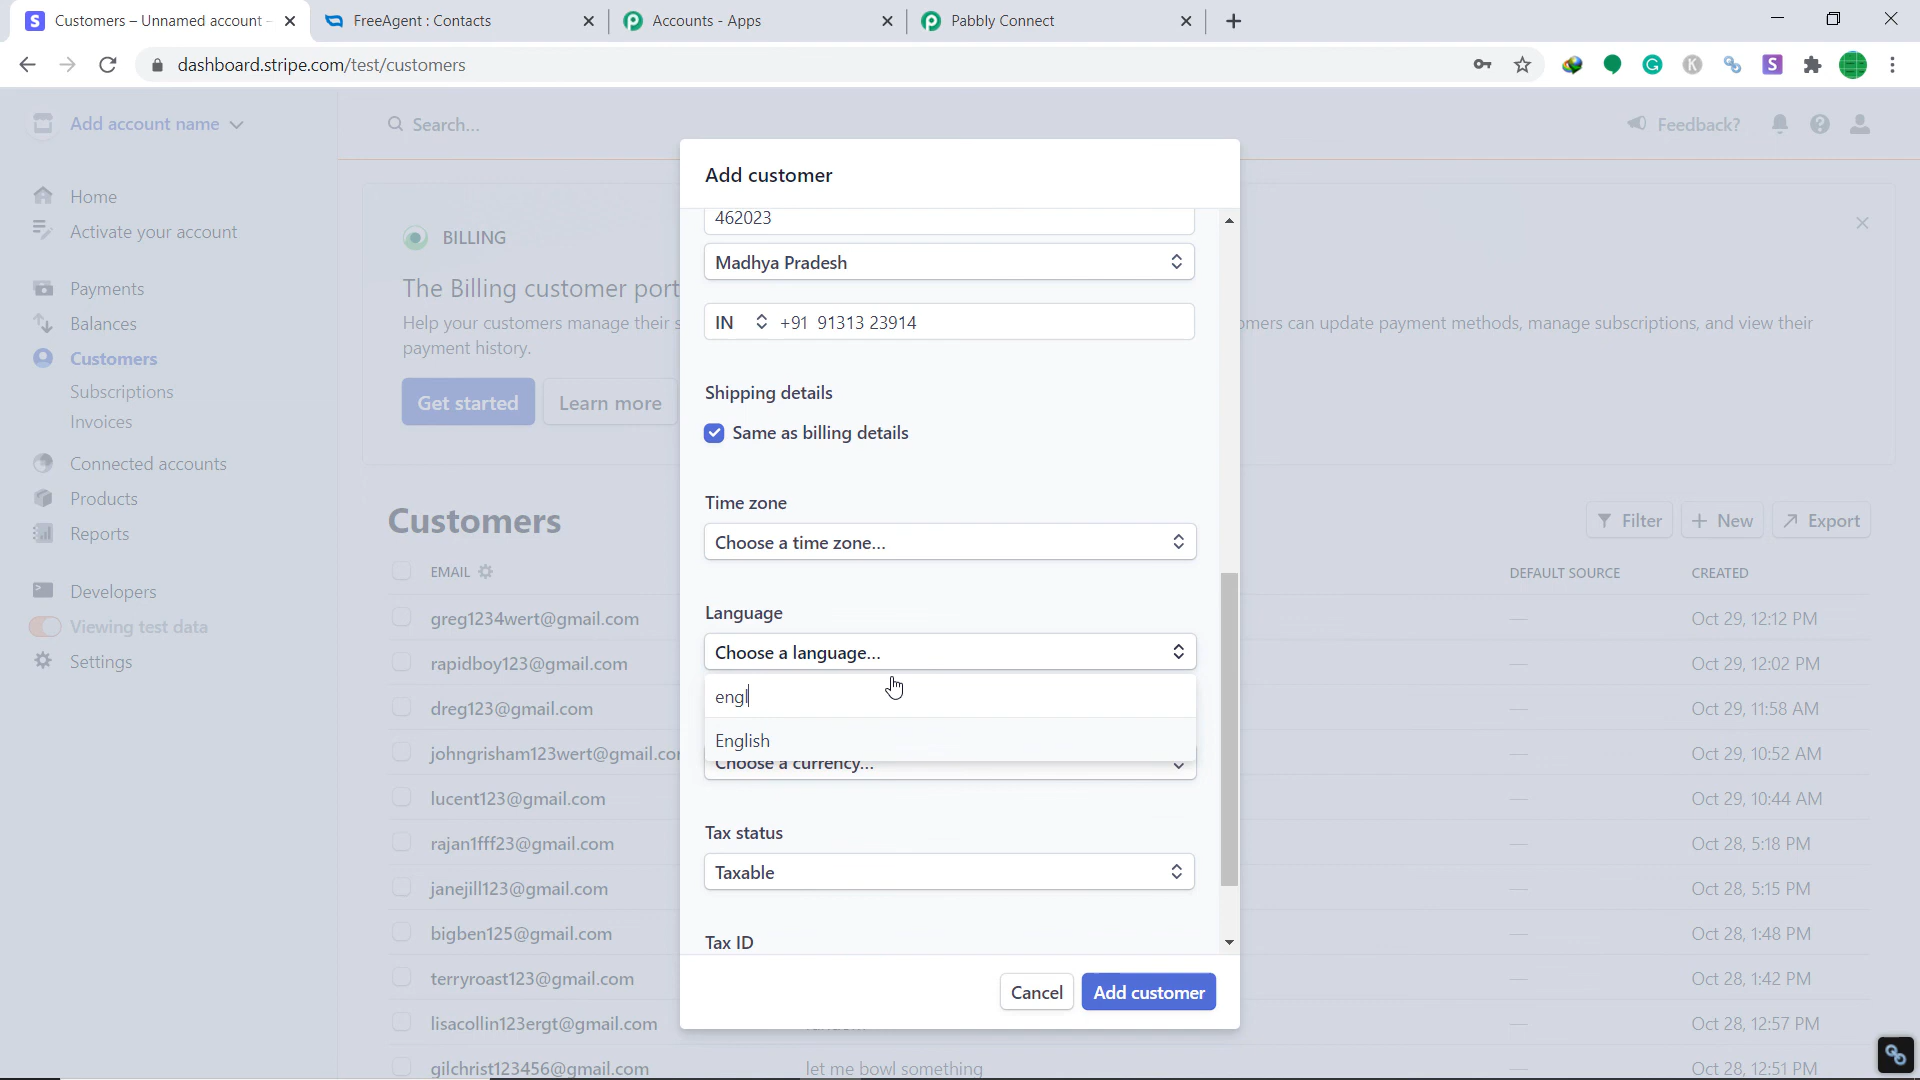 Customers – Unnamed account -
FreeAgent : Contacts
Accounts - Apps
Pabbly Connect
dashboard.stripe.com/test/customers
Add account name
Search...
Feedback?
Home
Activate your account
Payments
Balances
Customers
Subscriptions
Invoices
Connected accounts
Products
Reports
Developers
Viewing test data
Settings
BILLING
The Billing customer port
Help your customers manage their s
omers can update payment methods, manage subscriptions, and view their
payment history.
Get started
Learn more
Customers
Filter
New
Export
EMAIL
DEFAULT SOURCE
CREATED
greg1234wert@gmail.com
—
Oct 29, 12:12 PM
rapidboy123@gmail.com
—
Oct 29, 12:02 PM
dreg123@gmail.com
—
Oct 29, 11:58 AM
johngrisham123wert@gmail.co
—
Oct 29, 10:52 AM
lucent123@gmail.com
—
Oct 29, 10:44 AM
rajan1fff23@gmail.com
—
Oct 28, 5:18 PM
janejill123@gmail.com
—
Oct 28, 5:15 PM
bigben125@gmail.com
—
Oct 28, 1:48 PM
terryroast123@gmail.com
—
Oct 28, 1:42 PM
lisacollin123ergt@gmail.com
—
Oct 28, 12:57 PM
gilchrist123456@gmail.com
let me bowl something
—
Oct 28, 12:51 PM
Add customer
462023
Madhya Pradesh
IN +91 91313 23914
Shipping details
Same as billing details
Time zone
Choose a time zone...
Language
Choose a language...
engl
English
Choose a currency...
Tax status
Taxable
Tax ID
Cancel
Add customer